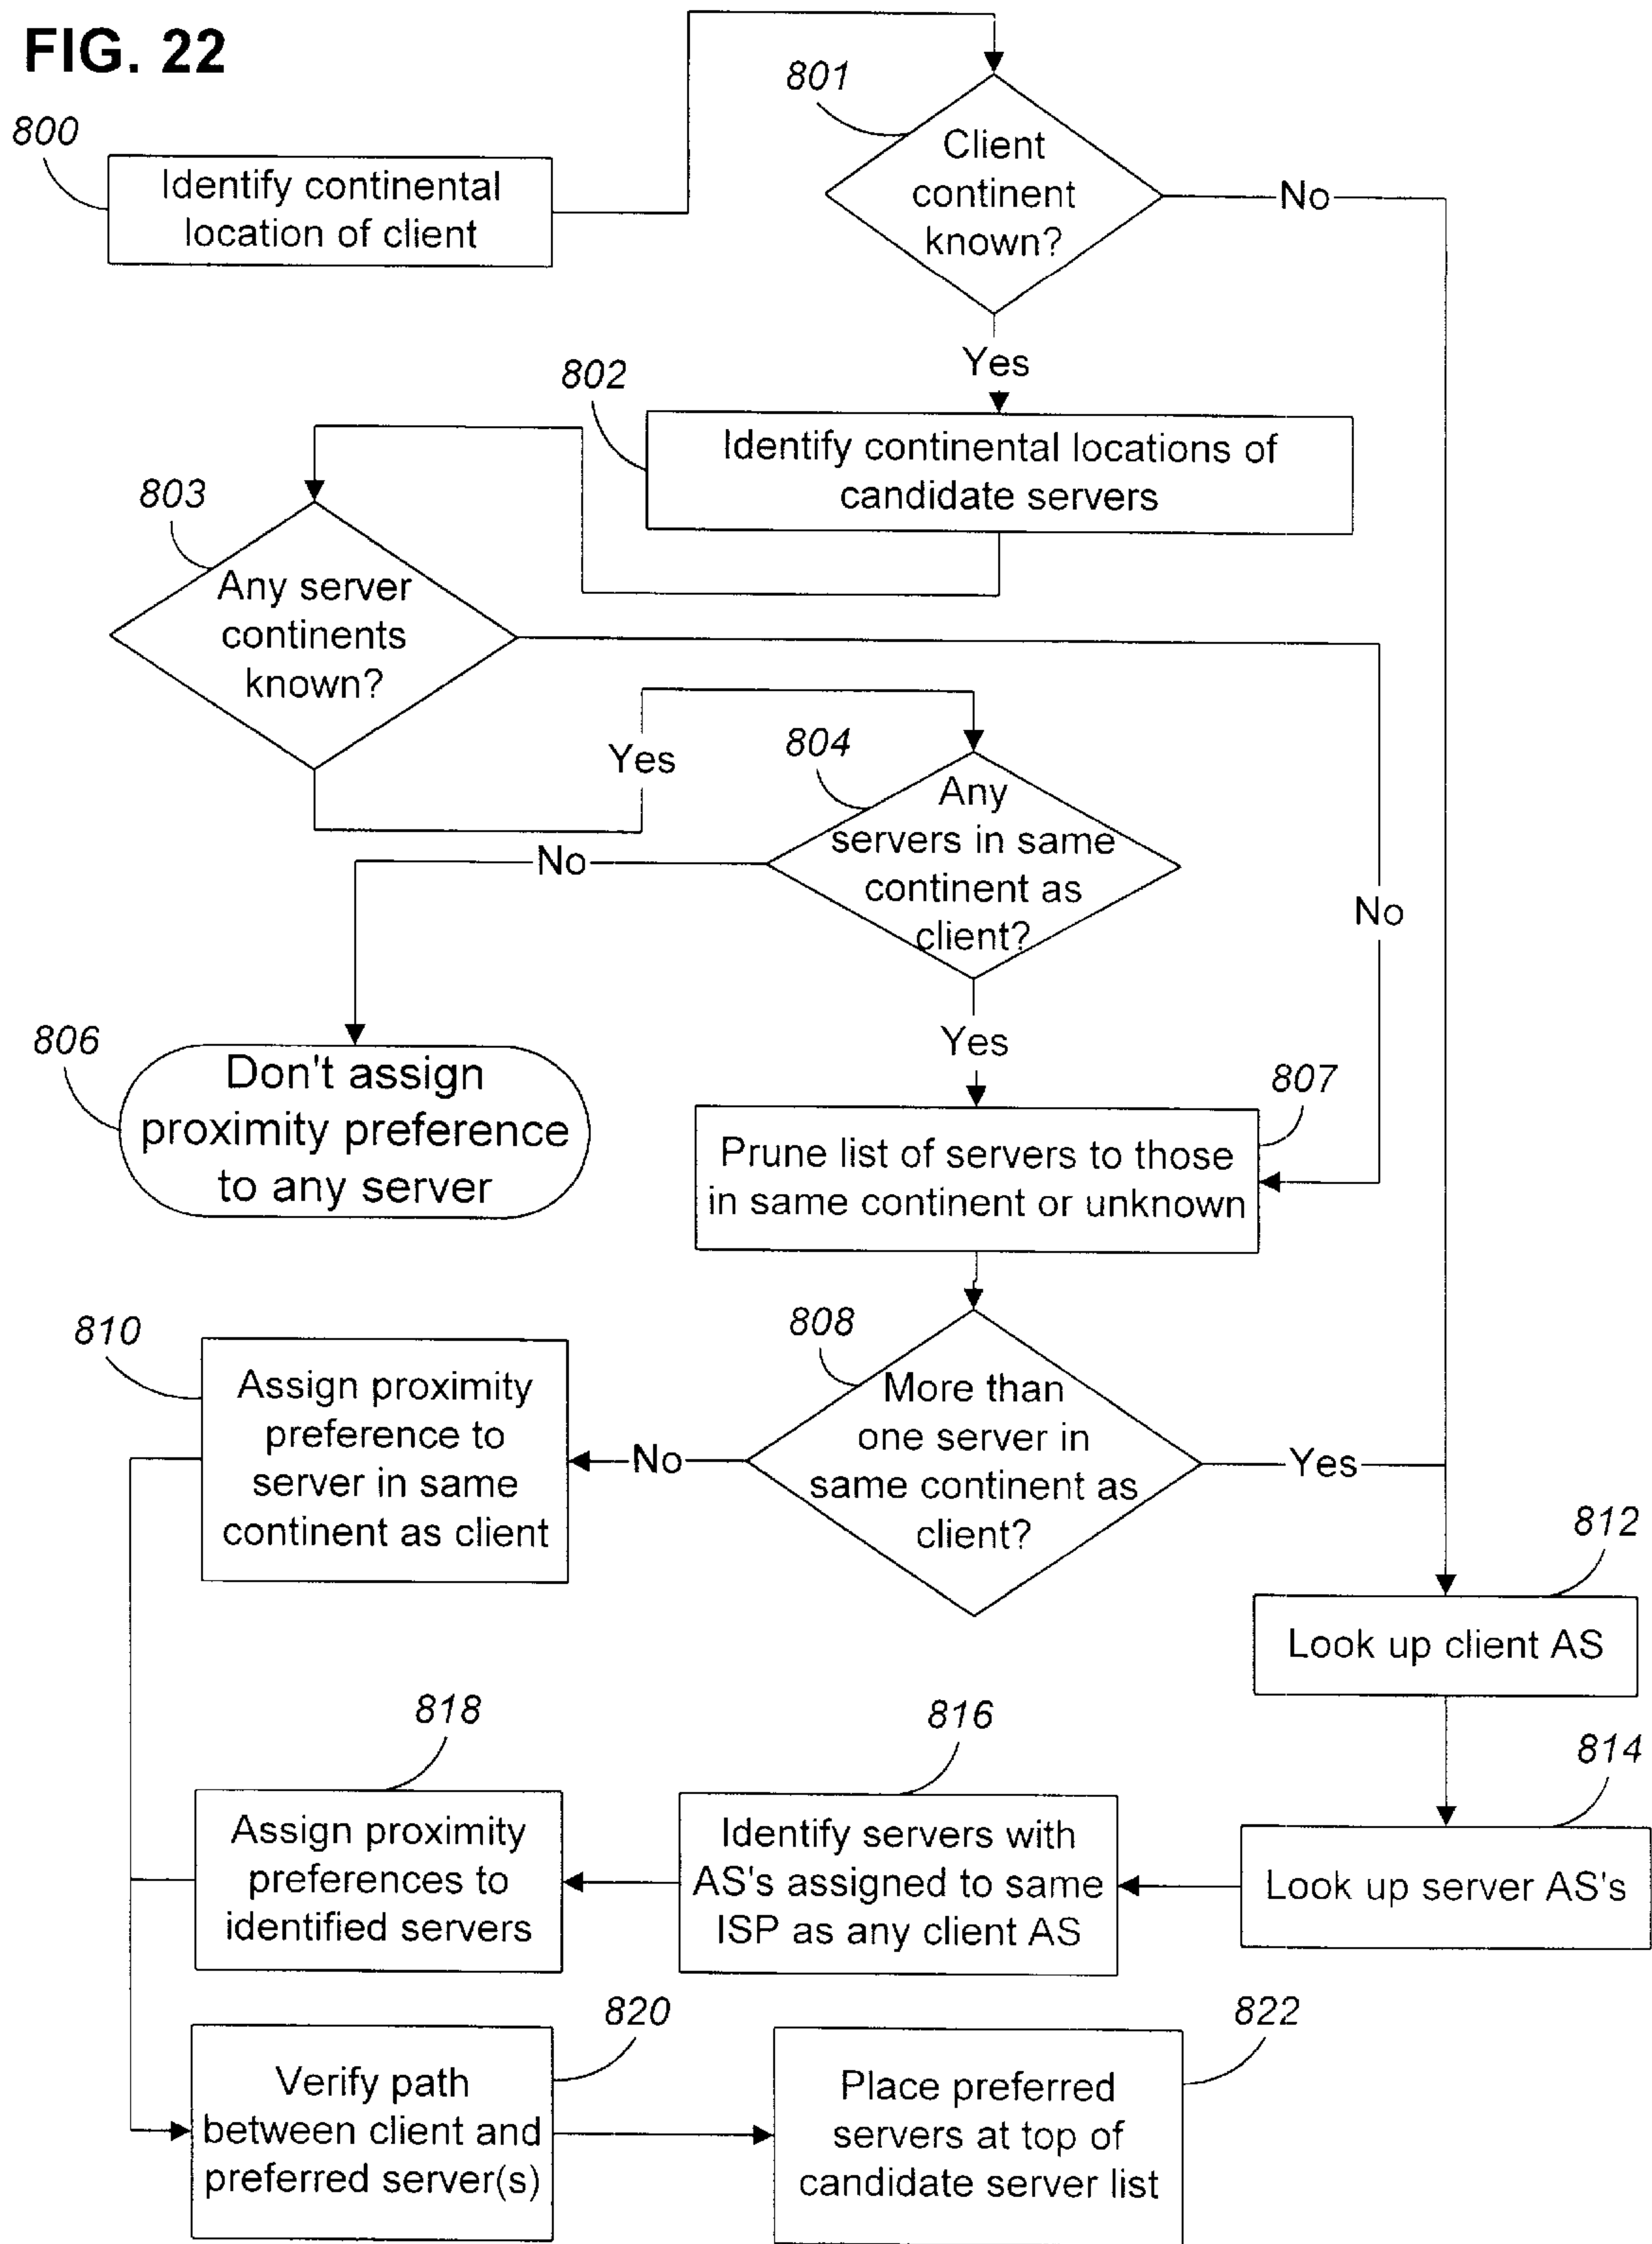 FIG. 22
800
Identify continental
location of client
801
Client
continent
known?
No
Yes
802
Identify continental locations of
candidate servers
803
Any server
continents
known?
Yes
804
Any
servers in same
continent as
client?
No
No
Yes
806
Don't assign
proximity preference
to any server
807
Prune list of servers to those
in same continent or unknown
808
More than
one server in
same continent as
client?
No
Yes
810
Assign proximity
preference to
server in same
continent as client
812
Look up client AS
814
Look up server AS's
816
Identify servers with
AS's assigned to same
ISP as any client AS
818
Assign proximity
preferences to
identified servers
820
Verify path
between client and
preferred server(s)
822
Place preferred
servers at top of
candidate server list